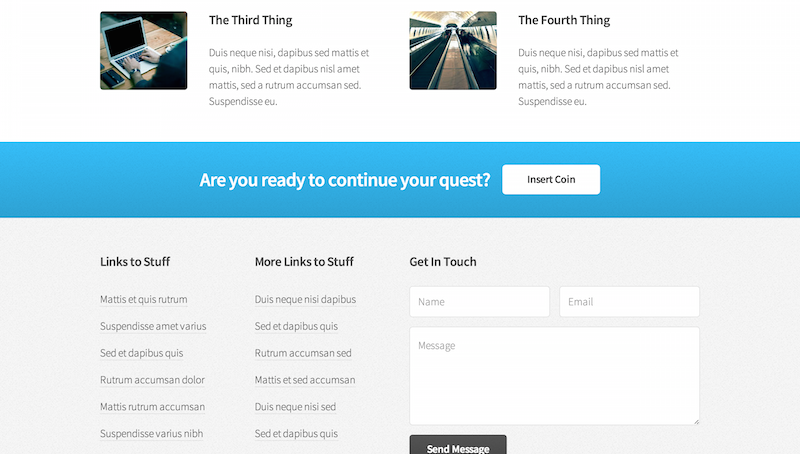 The Third Thing
Duis neque nisi, dapibus sed mattis et
quis, nibh. Sed et dapibus nisl amet
mattis, sed a rutrum accumsan sed.
Suspendisse eu.
The Fourth Thing
Duis neque nisi, dapibus sed mattis et
quis, nibh. Sed et dapibus nisl amet
mattis, sed a rutrum accumsan sed.
Suspendisse eu.
Are you ready to continue your quest?
Insert Coin
Links to Stuff
Mattis et quis rutrum
Suspendisse amet varius
Sed et dapibus quis
Rutrum accumsan dolor
Mattis rutrum accumsan
Suspendisse varius nibh
More Links to Stuff
Duis neque nisi dapibus
Sed et dapibus quis
Rutrum accumsan sed
Mattis et sed accumsan
Duis neque nisi sed
Sed et dapibus quis
Get In Touch
Name
Email
Message
Send Message